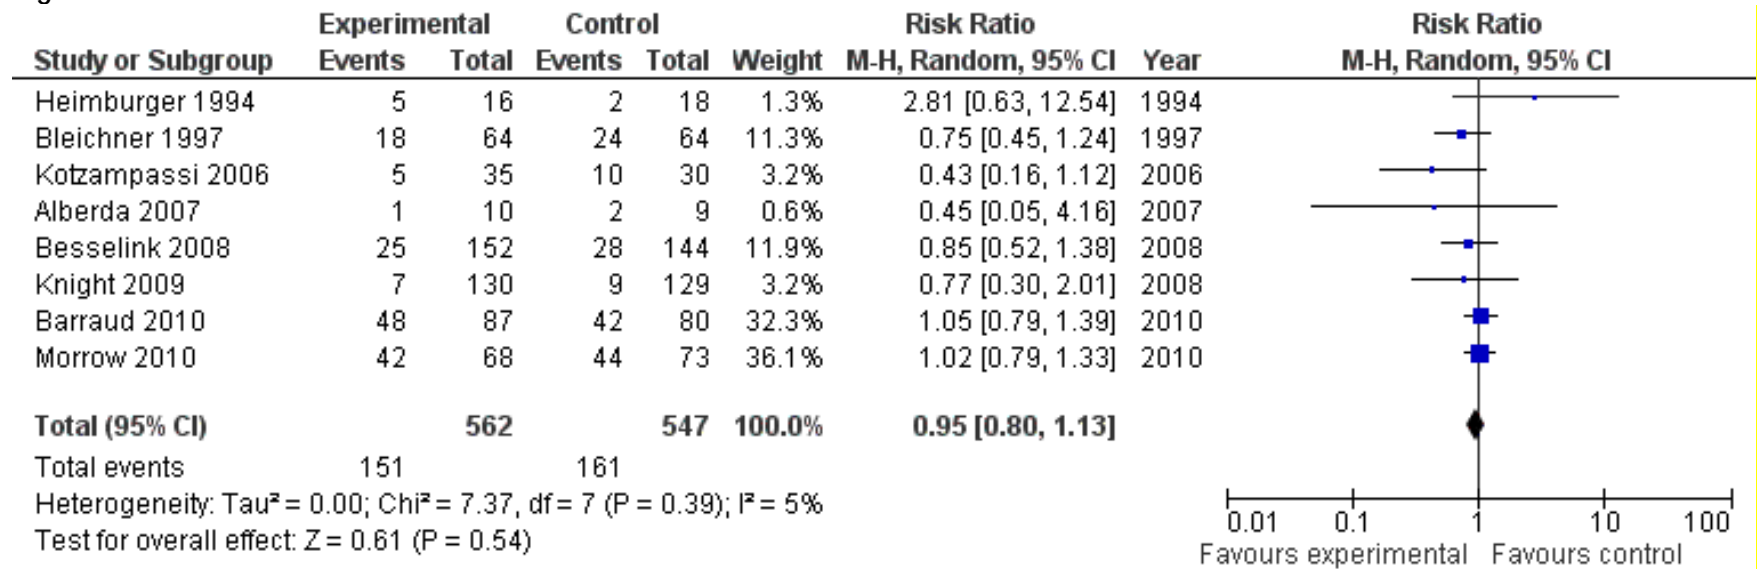 Experimental Control Risk Ratio Risk Ratio
Study or Subgroup Events Total Events Total Weight M-H, Random, 95% CI Year M-H, Random, 95% CI
Heimburger 1994 5 16 2 18 1.3% 2.81 [0.63, 12.54] 1994
Bleichner 1997 18 64 24 64 11.3% 0.75 [0.45, 1.24] 1997
Kotzampassi 2006 5 35 10 30 3.2% 0.43 [0.16, 1.12] 2006
Alberda 2007 1 10 2 9 0.6% 0.45 [0.05, 4.16] 2007
Besselink 2008 25 152 28 144 11.9% 0.85 [0.52, 1.38] 2008
Knight 2009 7 130 9 129 3.2% 0.77 [0.30, 2.01] 2008
Barraud 2010 48 87 42 80 32.3% 1.05 [0.79, 1.39] 2010
Morrow 2010 42 68 44 73 36.1% 1.02 [0.79, 1.33] 2010
Total (95% CI) 562 547 100.0% 0.95 [0.80, 1.13]
Total events 151 161
Heterogeneity: Tau² = 0.00; Chi² = 7.37, df = 7 (P = 0.39); I² = 5%
Test for overall effect: Z = 0.61 (P = 0.54)
0.01 0.1 1 10 100
Favours experimental Favours control